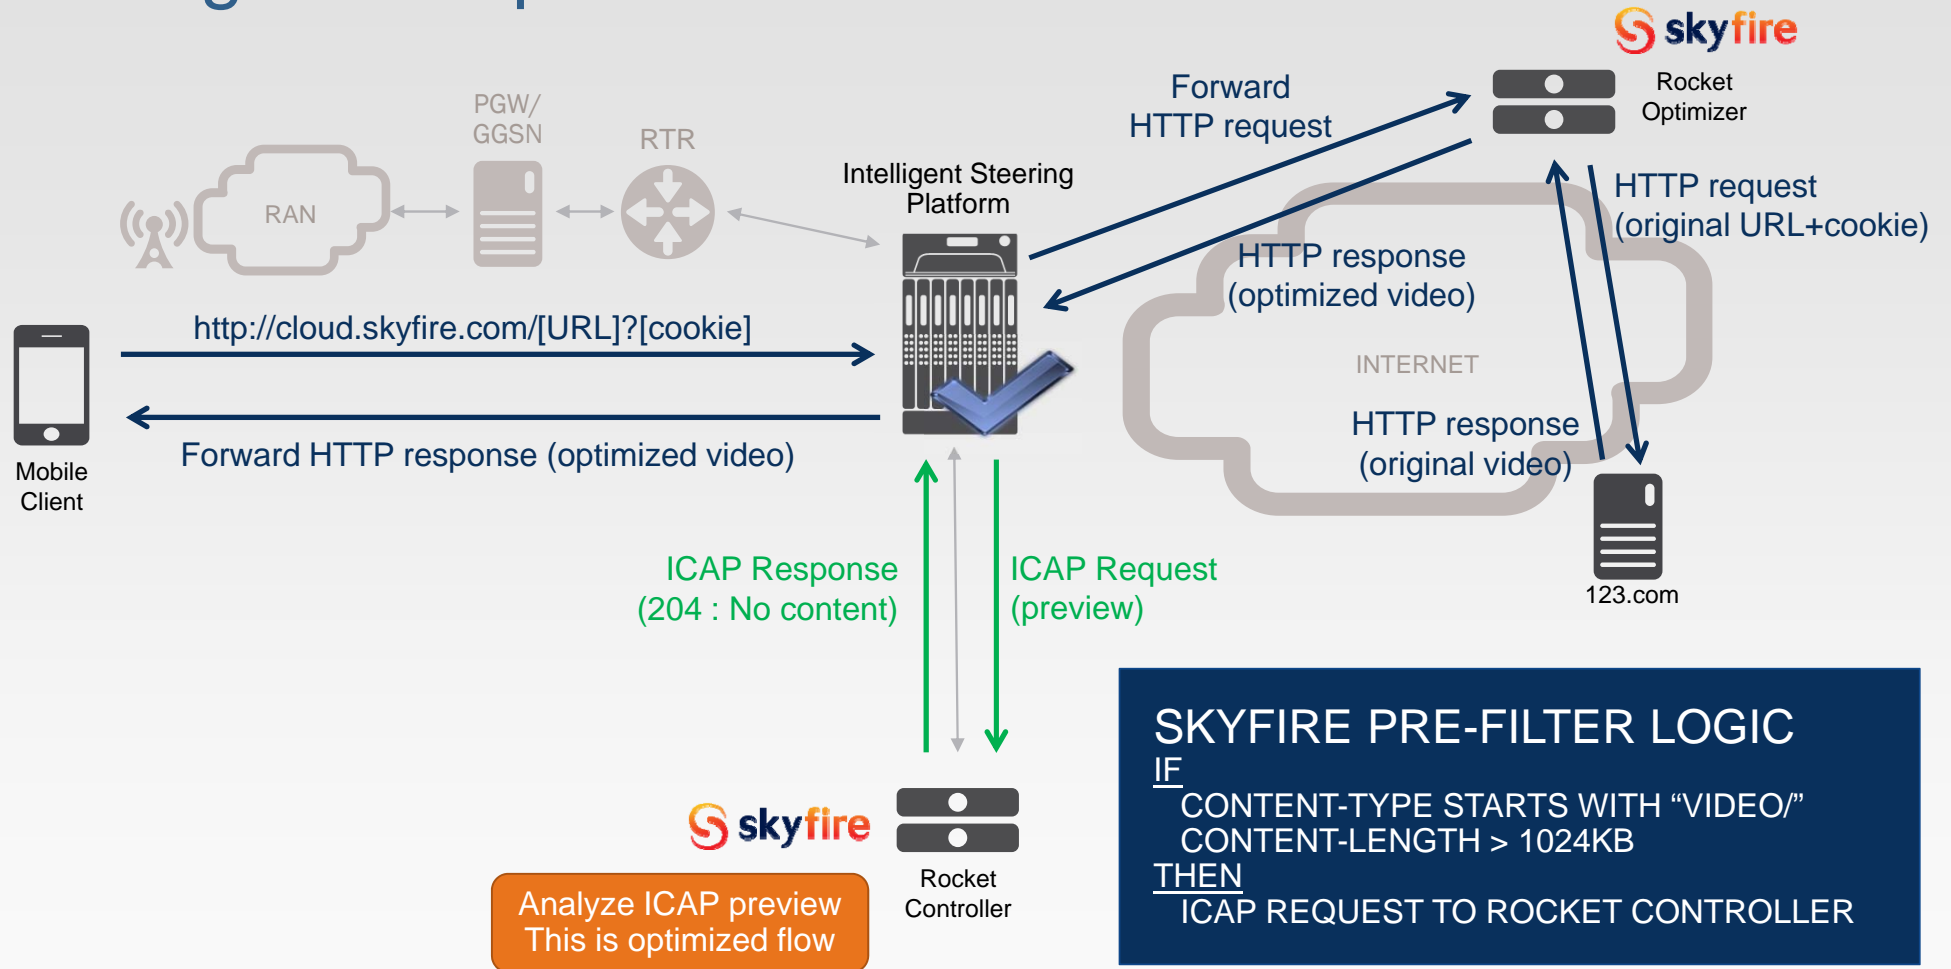 skyfire
Rocket
Optimizer
Forward
HTTP request
PGW/
GGSN
RTR
RAN
Intelligent Steering
Platform
HTTP request
(original URL+cookie)
HTTP response
(optimized video)
http://cloud.skyfire.com/[URL]?[cookie]
INTERNET
HTTP response
(original video)
Forward HTTP response (optimized video)
Mobile
Client
123.com
ICAP Response
(204 : No content)
ICAP Request
(preview)
skyfire
Rocket
Controller
Analyze ICAP preview
This is optimized flow
SKYFIRE PRE-FILTER LOGIC
IF
CONTENT-TYPE STARTS WITH “VIDEO/”
CONTENT-LENGTH > 1024KB
THEN
ICAP REQUEST TO ROCKET CONTROLLER